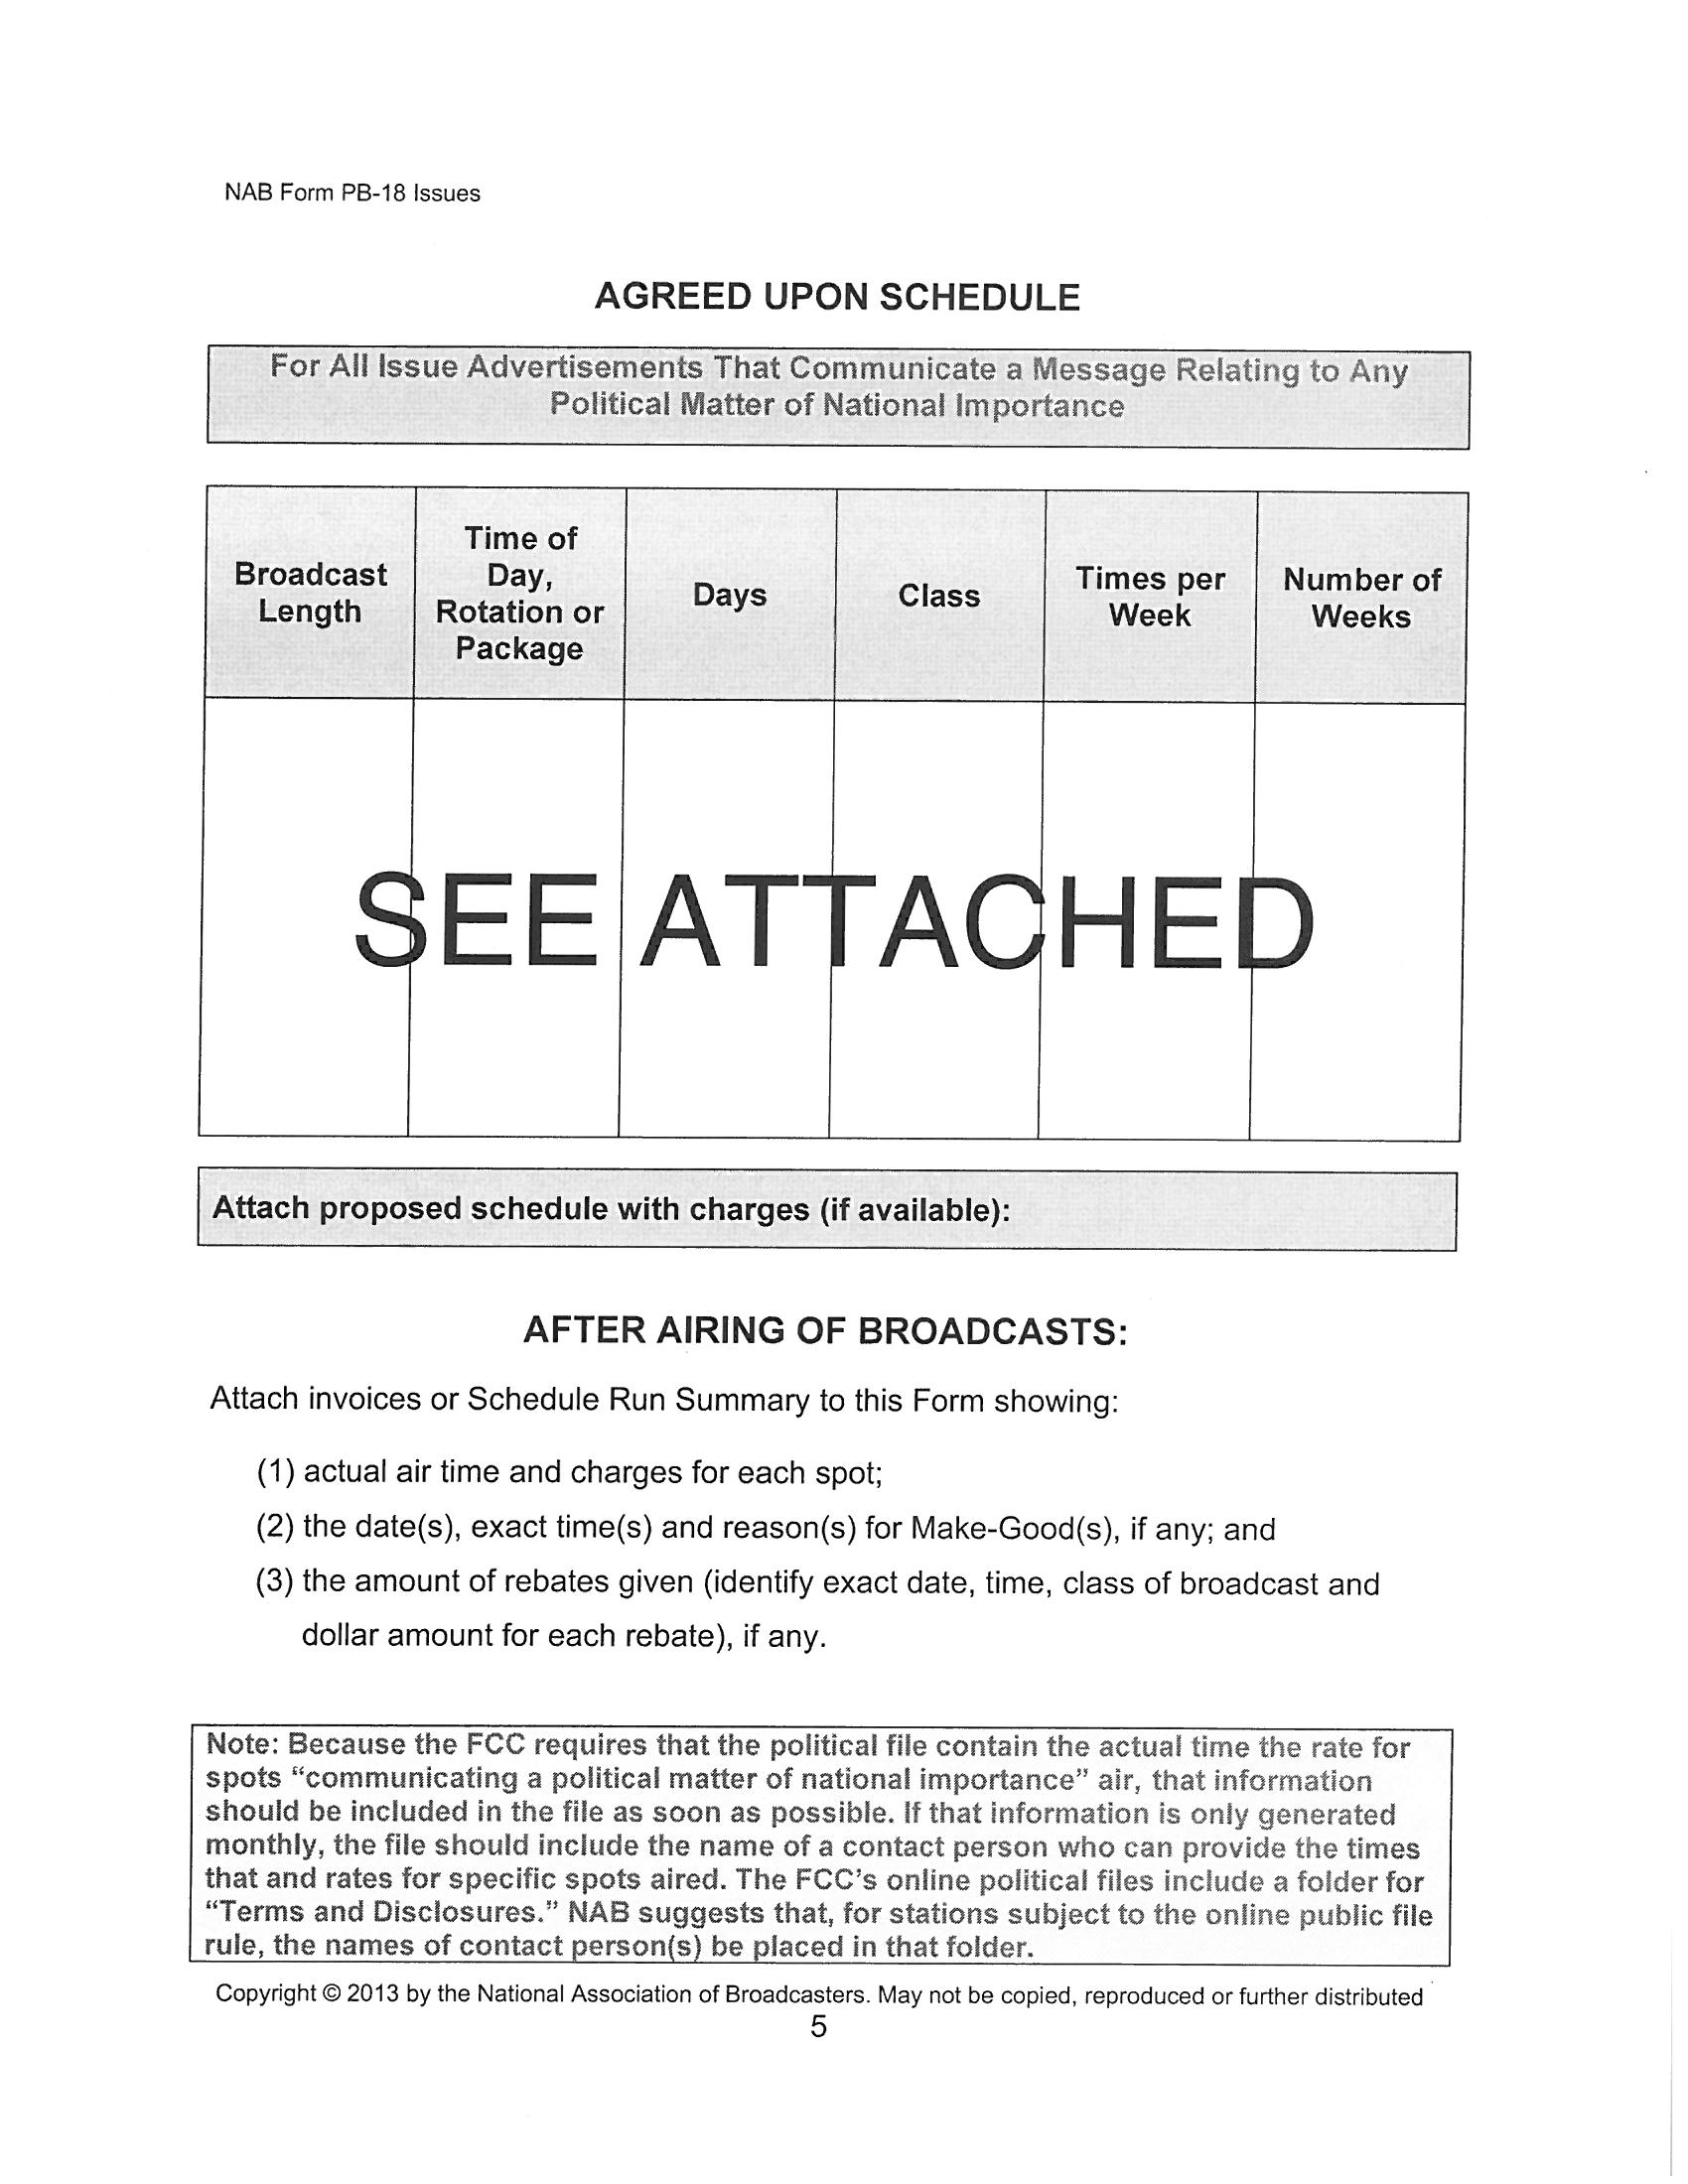 NAB Form PB-18 Issues
AGREED UPON SCHEDULE
For All Issue Advertisements That Communicate a Message Relating to Any
Political Matter of National Importance
Broadcast
Length
Time of
Day,
Rotation or
Package
Days
Class
Times per
Week
Number of
Weeks
SEE ATTACHED
Attach proposed schedule with charges (if available):
AFTER AIRING OF BROADCASTS:
Attach invoices or Schedule Run Summary to this Form showing:
(1) actual air time and charges for each spot;
(2) the date(s), exact time(s) and reason(s) for Make-Good(s), if any; and
(3) the amount of rebates given (identify exact date, time, class of broadcast and
dollar amount for each rebate), if any.
Note: Because the FCC requires that the political file contain the actual time the rate for
spots “communicating a political matter of national importance” air, that information
should be included in the file as soon as possible. If that information is only generated
monthly, the file should include the name of a contact person who can provide the times
that and rates for specific spots aired. The FCC’s online political files include a folder for
“Terms and Disclosures.” NAB suggests that, for stations subject to the online public file
rule, the names of contact person(s) be placed in that folder.
Copyright © 2013 by the National Association of Broadcasters. May not be copied, reproduced or further distributed
5